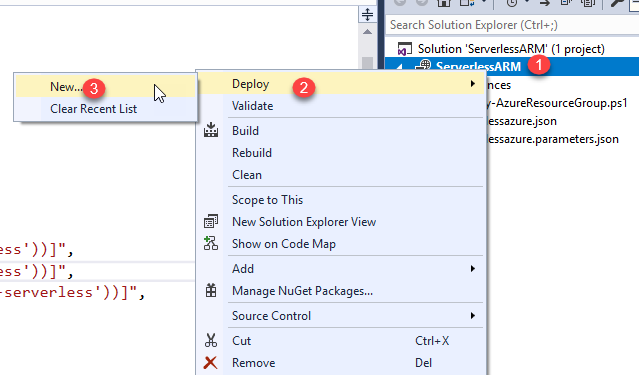 Search Solution Explorer (Ctrl+;)
Solution 'ServerlessARM' (1 project)
ServerlessARM 1
nces
y-AzureResourceGroup.ps1
lessazure.json
lessazure.parameters.json
New... 3
Clear Recent List
Deploy 2
Validate
Build
Rebuild
Clean
Scope to This
New Solution Explorer View
Show on Code Map
Add
Manage NuGet Packages...
Source Control
Cut Ctrl+X
Remove Del
ess'))]",
ess'))]",
-serverless'))]",